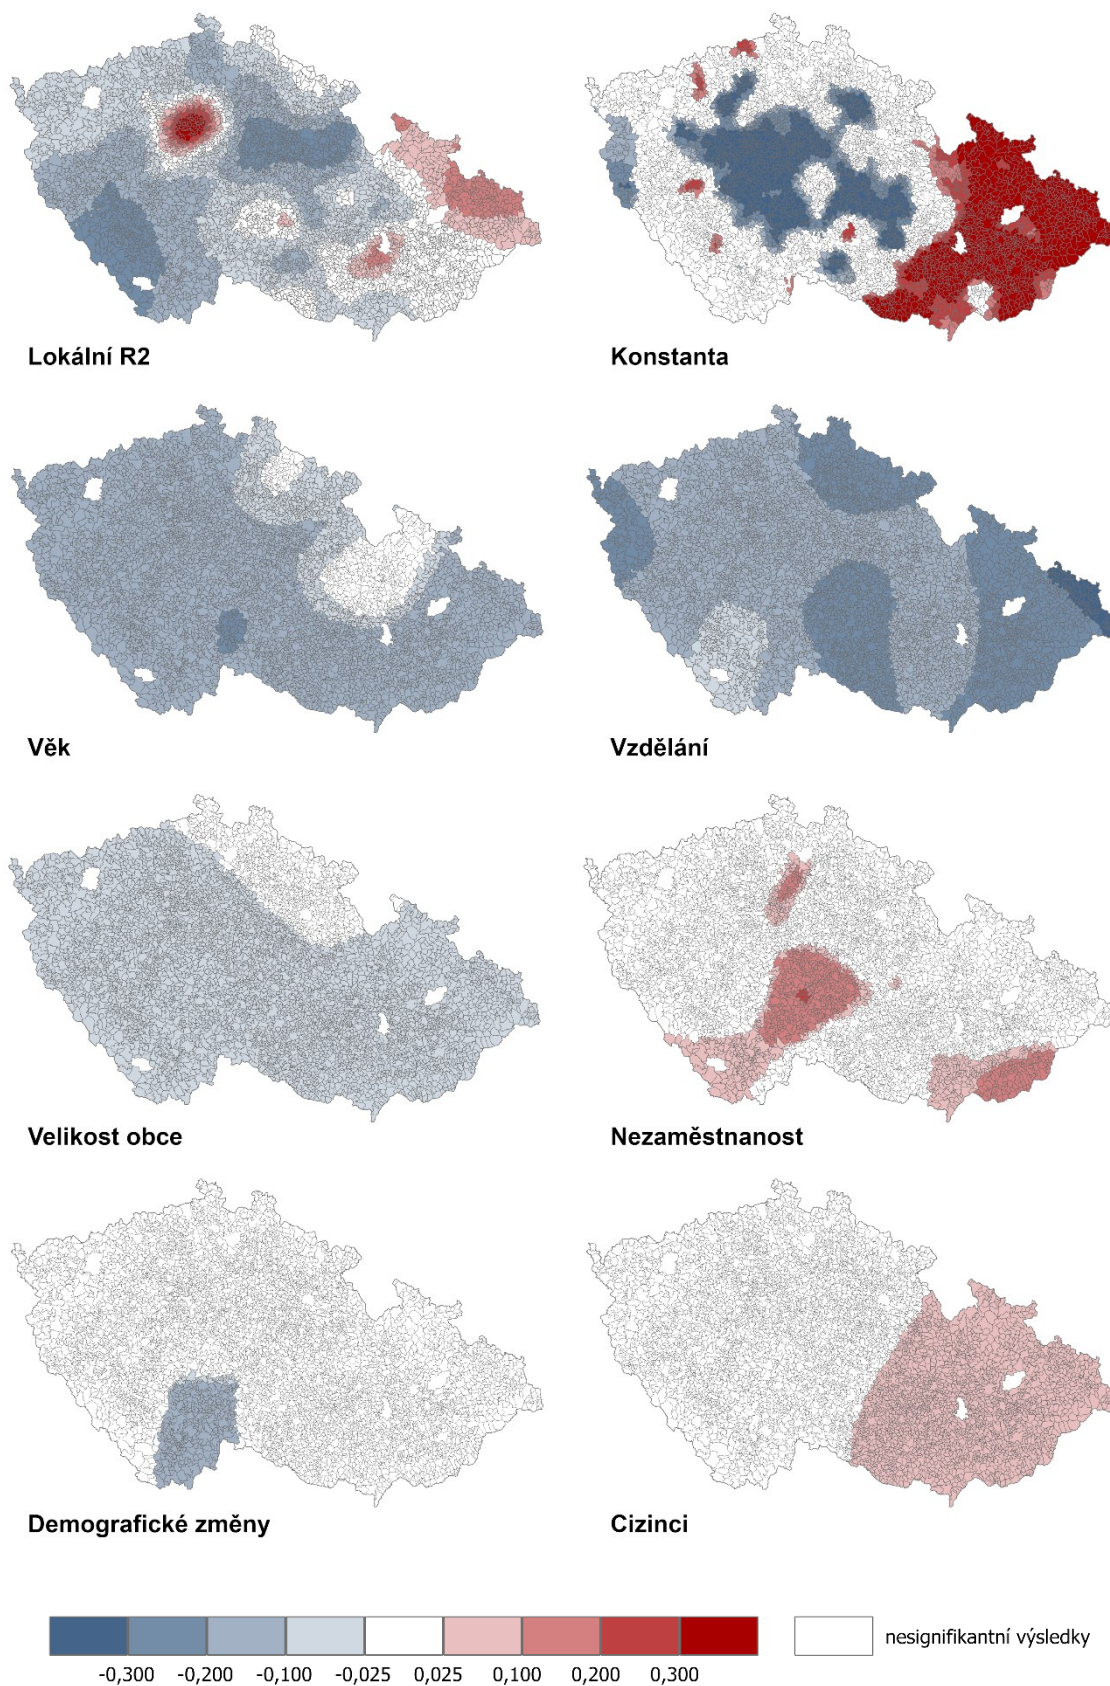 Lokální R2
Konstanta
Věk
Vzdělání
Velikost obce
Nezaměstnanost
Demografické změny
Cizinci
nesignifikantní výsledky
-0,300 -0,200 -0,100 -0,025 0,025 0,100 0,200 0,300